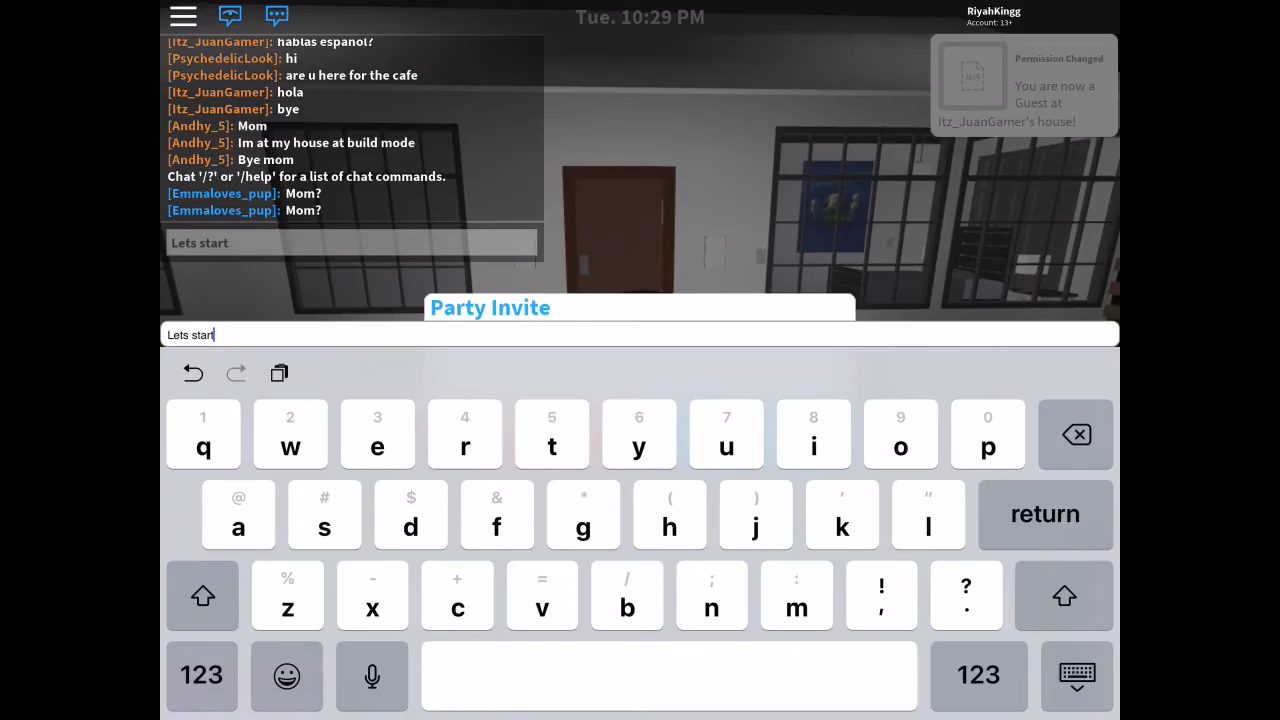 Tue. 10:29 PM
RiyahKingg
Account: 13+
[Itz_JuanGamer]: hablas espanol?
[PsychedelicLook]: hi
[PsychedelicLook]: are u here for the cafe
[Itz_JuanGamer]: hola
[Itz_JuanGamer]: bye
[Andhy_5]: Mom
[Andhy_5]: Im at my house at build mode
[Andhy_5]: Bye mom
Chat '/?' or '/help' for a list of chat commands.
[Emmaloves_pup]: Mom?
[Emmaloves_pup]: Mom?
Lets start
N/A
Permission Changed
You are now a
Guest at
Itz_JuanGamer's house!
Party Invite
Lets start
1 2 3 4 5 6 7 8 9 0
q w e r t y u i o p
@ # $ & * ( ) ' "
a s d f g h j k l return
% - + = / ; : ! ?
z x c v b n m , .
123 123